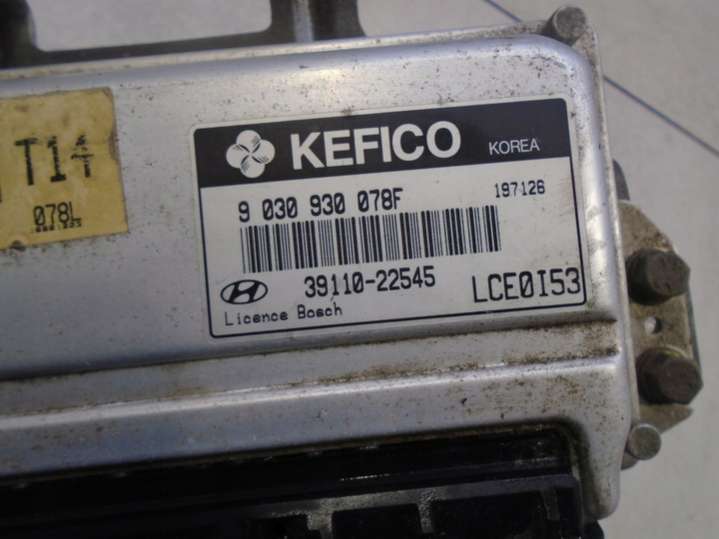 T14
078L
KEFICO KOREA
9 030 930 078F 197126
39110-22545 LCE0I53
Licence Bosch